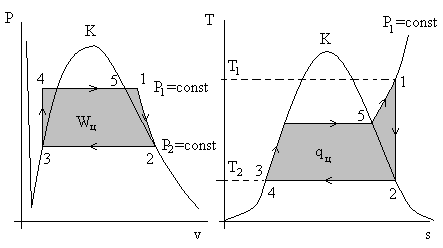 P
K
4
5
1
P₁=const
Wц
3
2
P₂=const
v
T
K
P₁=const
T₁
1
5
qц
T₂
3
4
2
s